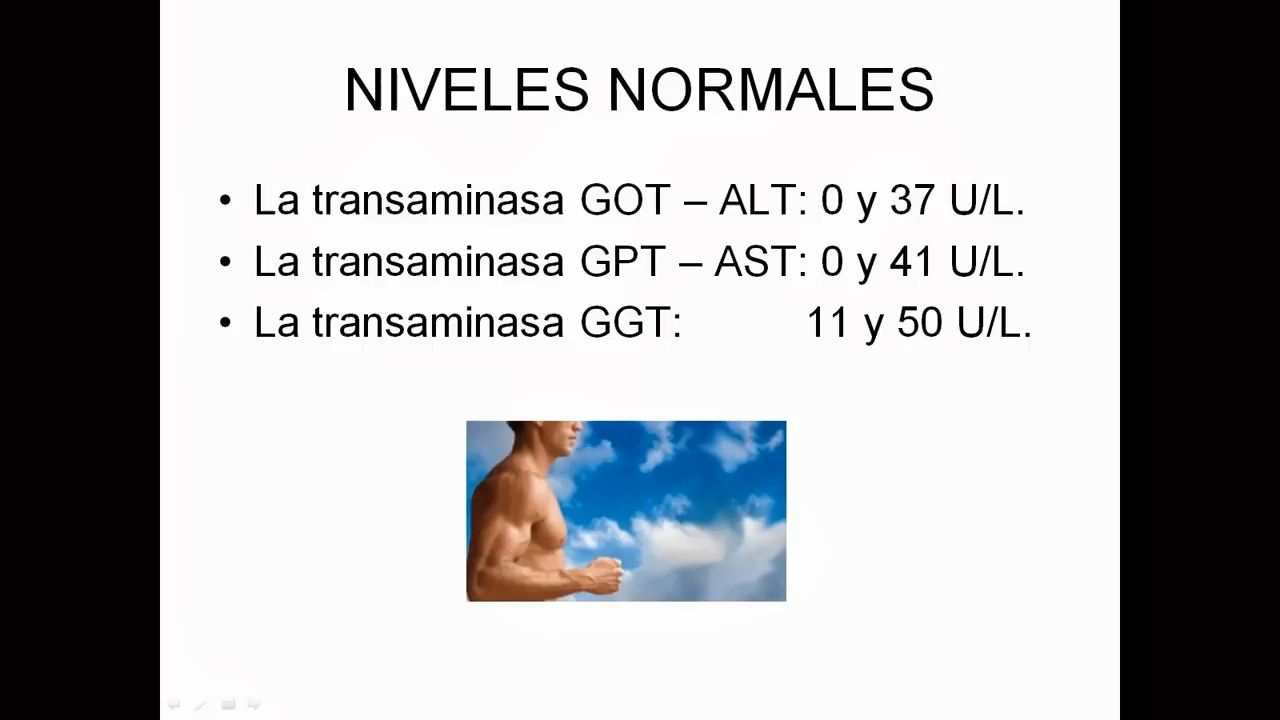 NIVELES NORMALES
• La transaminasa GOT – ALT: 0 y 37 U/L.
• La transaminasa GPT – AST: 0 y 41 U/L.
• La transaminasa GGT: 11 y 50 U/L.